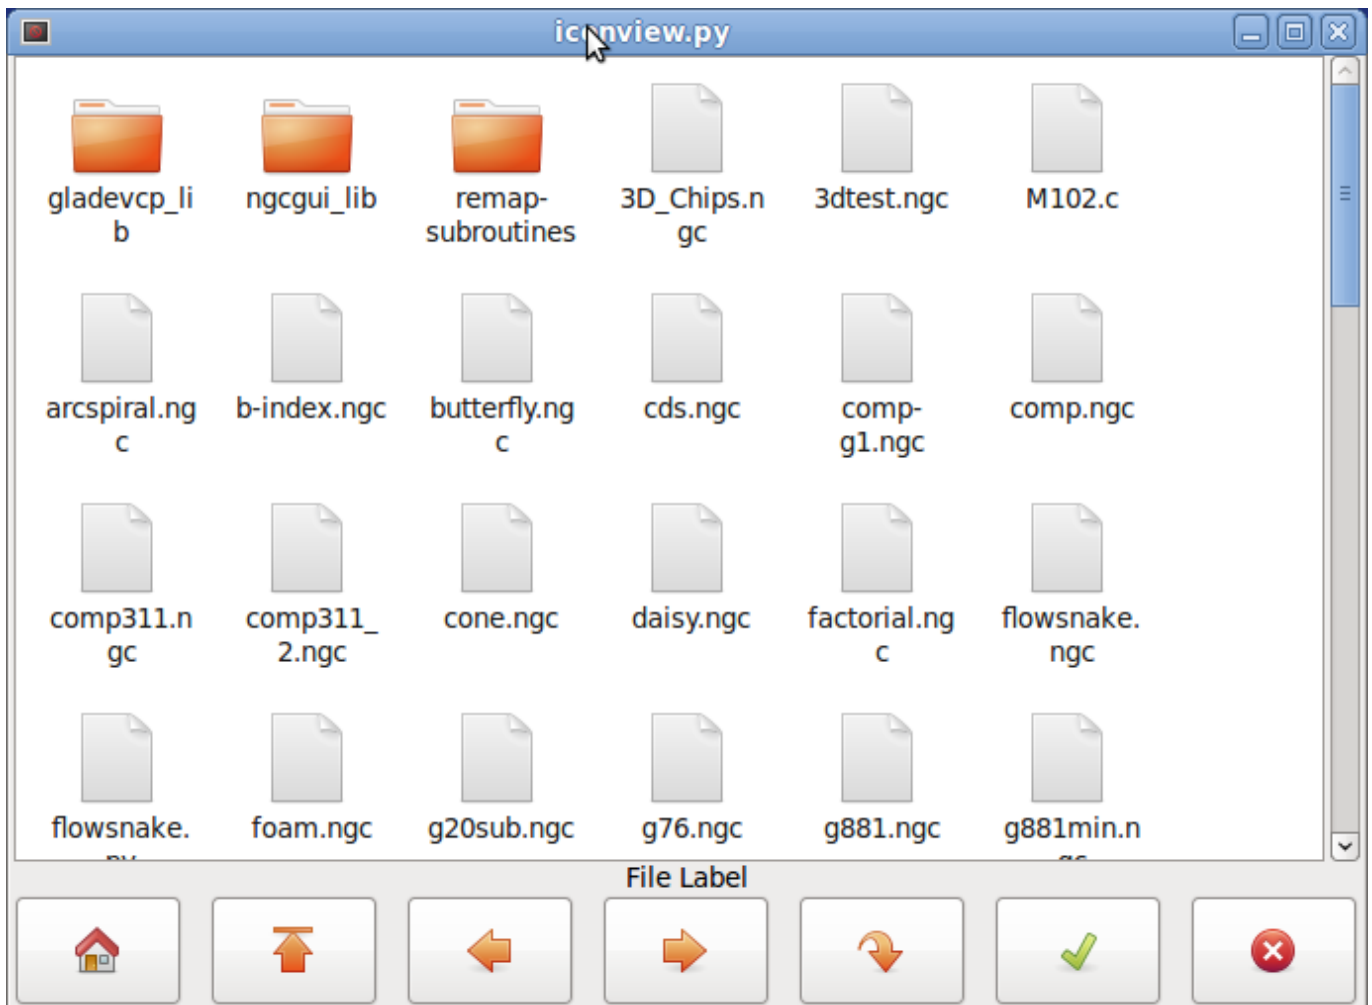 iconview.py
gladevcp_li
b
ngcgui_lib
remap-
subroutines
3D_Chips.n
gc
3dtest.ngc
M102.c
arcspiral.ng
c
b-index.ngc
butterfly.ng
c
cds.ngc
comp-
g1.ngc
comp.ngc
comp311.n
gc
comp311_
2.ngc
cone.ngc
daisy.ngc
factorial.ng
c
flowsnake.
ngc
flowsnake.
py
foam.ngc
g20sub.ngc
g76.ngc
g881.ngc
g881min.n
gc
File Label